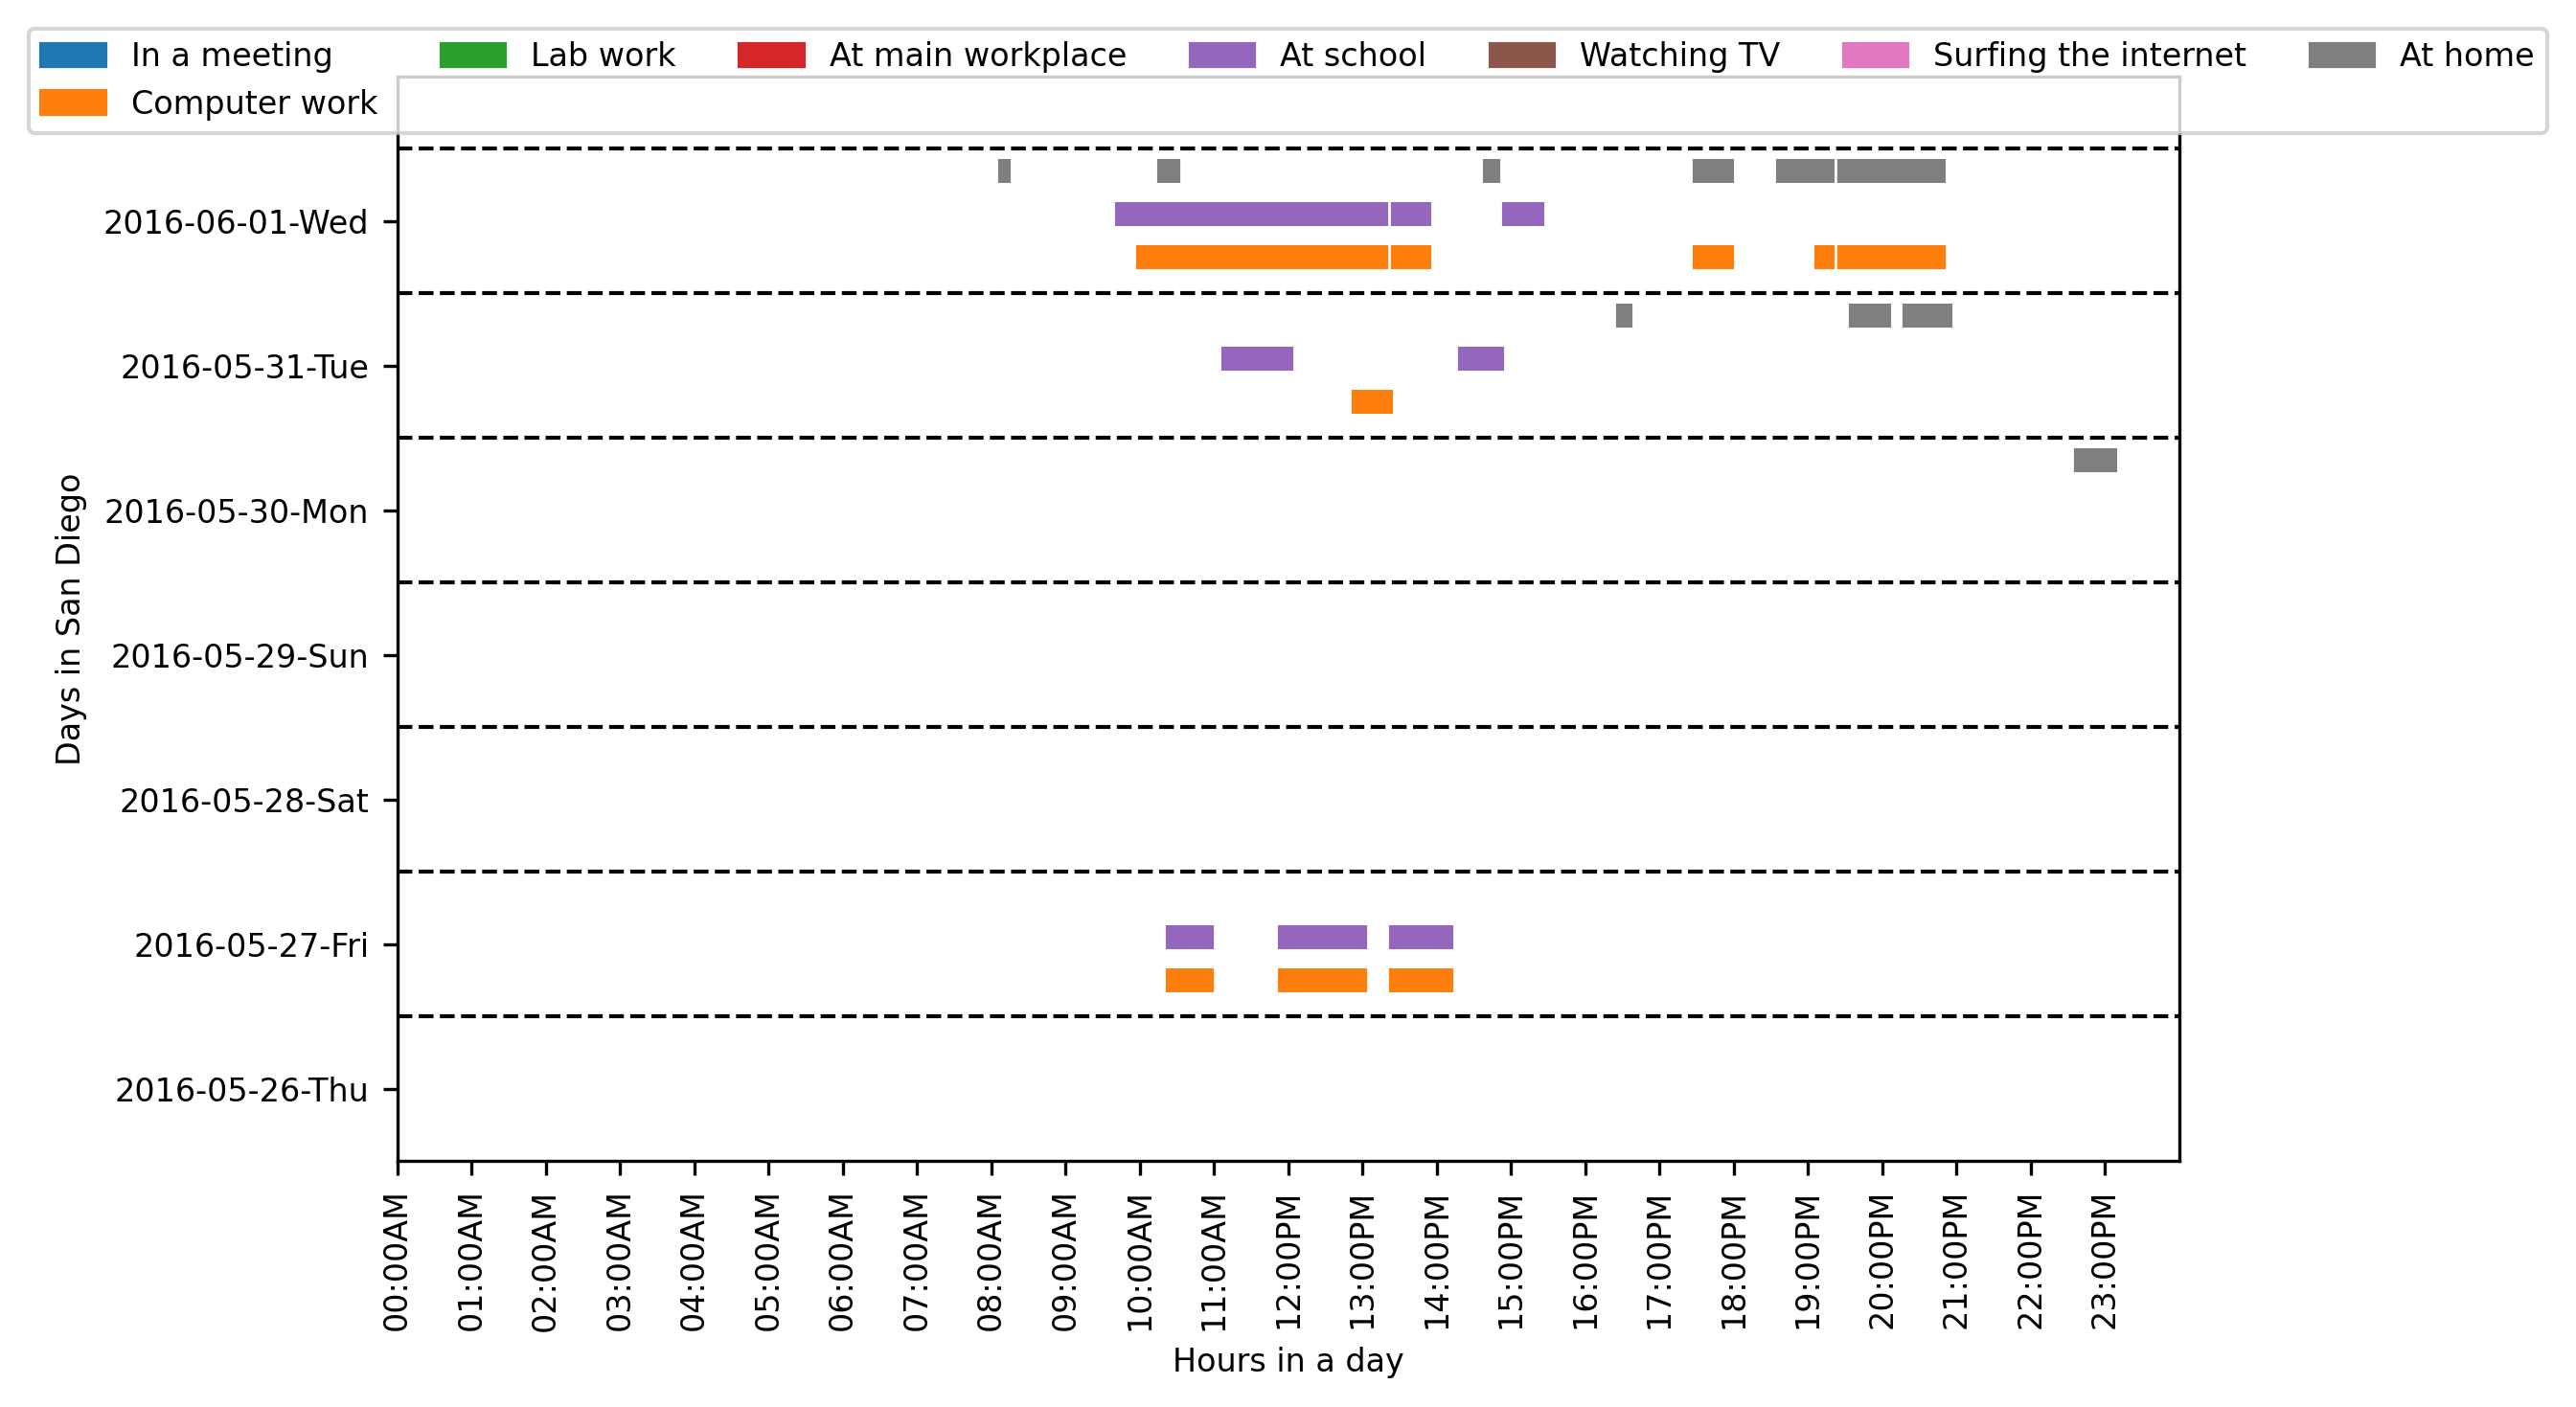 In a meeting Lab work At main workplace At school Watching TV Surfing the internet At home
Computer work
2016-06-01-Wed
2016-05-31-Tue
2016-05-30-Mon
2016-05-29-Sun
2016-05-28-Sat
2016-05-27-Fri
2016-05-26-Thu
Days in San Diego
00:00AM
01:00AM
02:00AM
03:00AM
04:00AM
05:00AM
06:00AM
07:00AM
08:00AM
09:00AM
10:00AM
11:00AM
12:00PM
13:00PM
14:00PM
15:00PM
16:00PM
17:00PM
18:00PM
19:00PM
20:00PM
21:00PM
22:00PM
23:00PM
Hours in a day